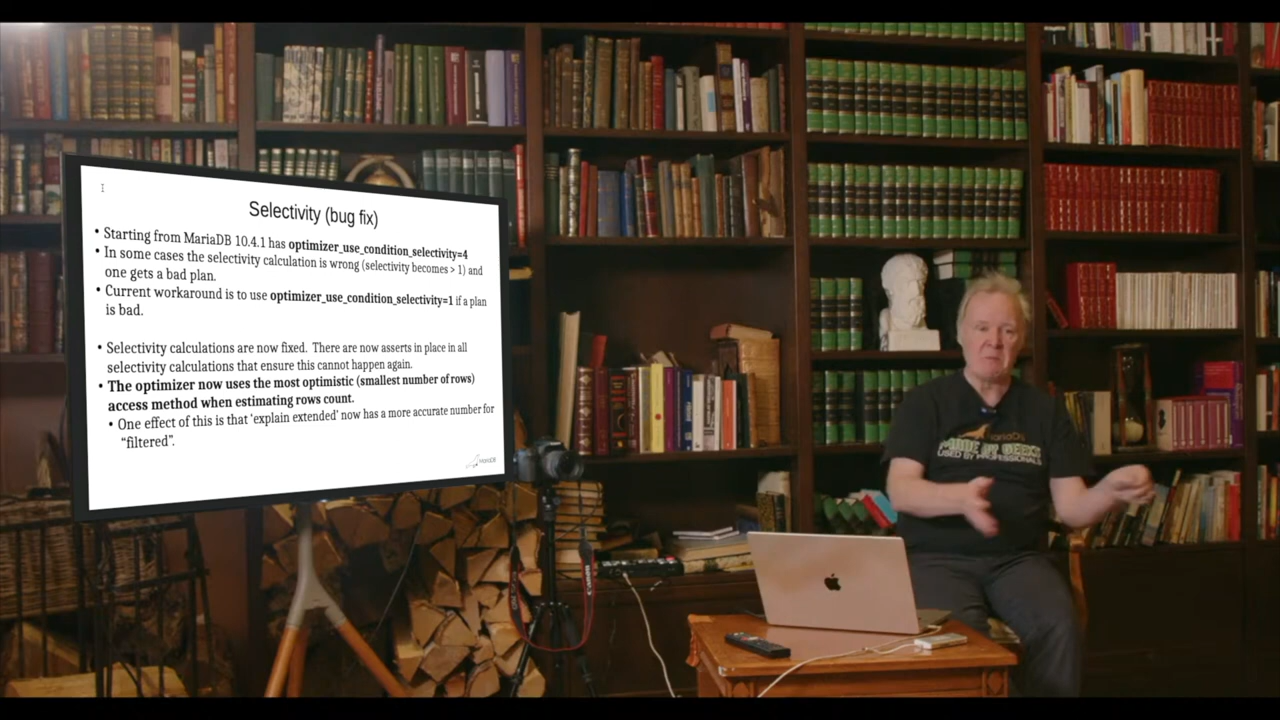 Selectivity (bug fix)
• Starting from MariaDB 10.4.1 has optimizer_use_condition_selectivity=4
• In some cases the selectivity calculation is wrong (selectivity becomes > 1) and
one gets a bad plan.
• Current workaround is to use optimizer_use_condition_selectivity=1 if a plan
is bad.
• Selectivity calculations are now fixed. There are now asserts in place in all
selectivity calculations that ensure this cannot happen again.
• The optimizer now uses the most optimistic (smallest number of rows)
access method when estimating rows count.
• One effect of this is that 'explain extended' now has a more accurate number for
"filtered".
MariaDB
MariaDB
MADE BY GEEKS
USED BY PROFESSIONALS